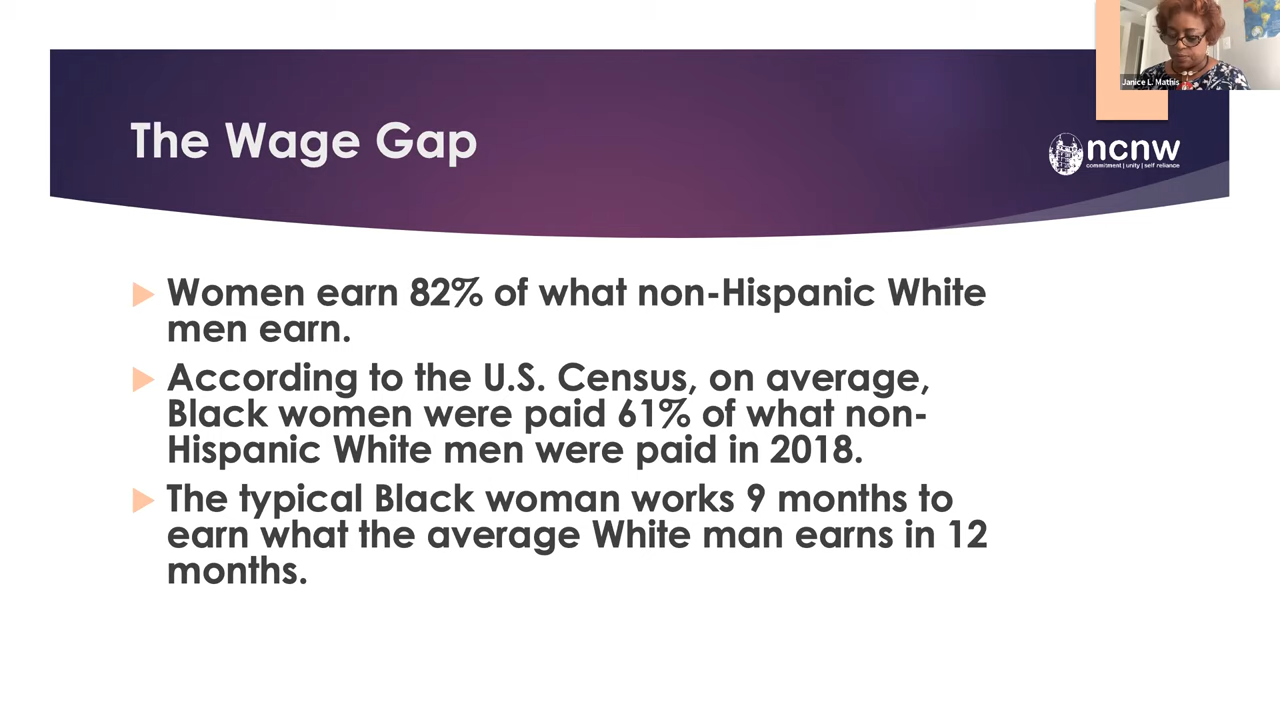 Janice L. Mathis
The Wage Gap
ncnw
commitment | unity | self reliance
Women earn 82% of what non-Hispanic White
men earn.
According to the U.S. Census, on average,
Black women were paid 61% of what non-
Hispanic White men were paid in 2018.
The typical Black woman works 9 months to
earn what the average White man earns in 12
months.